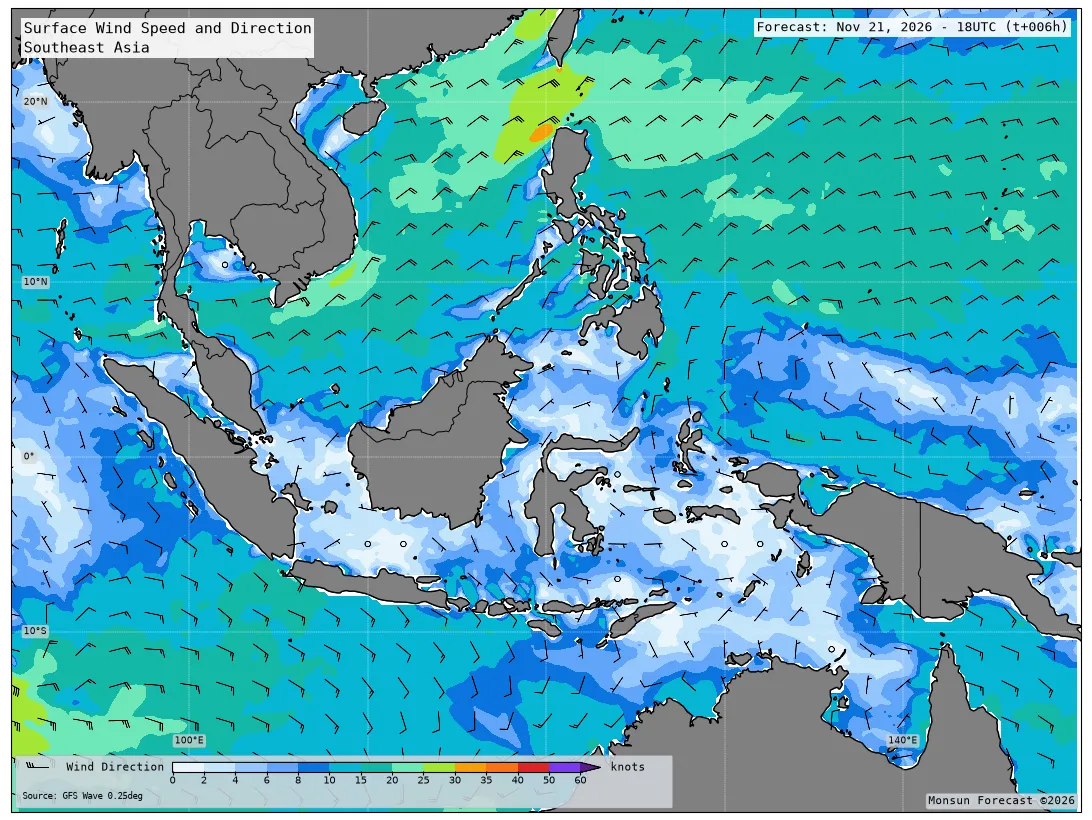 Surface Wind Speed and Direction
Southeast Asia
Forecast: Nov 21, 2026 - 18UTC (t+006h)
20°N
10°N
0°
10°S
100°E
140°E
Wind Direction
0 2 4 6 8 10 15 20 25 30 35 40 50 60
knots
Source: GFS Wave 0.25deg
Monsun Forecast ©2026